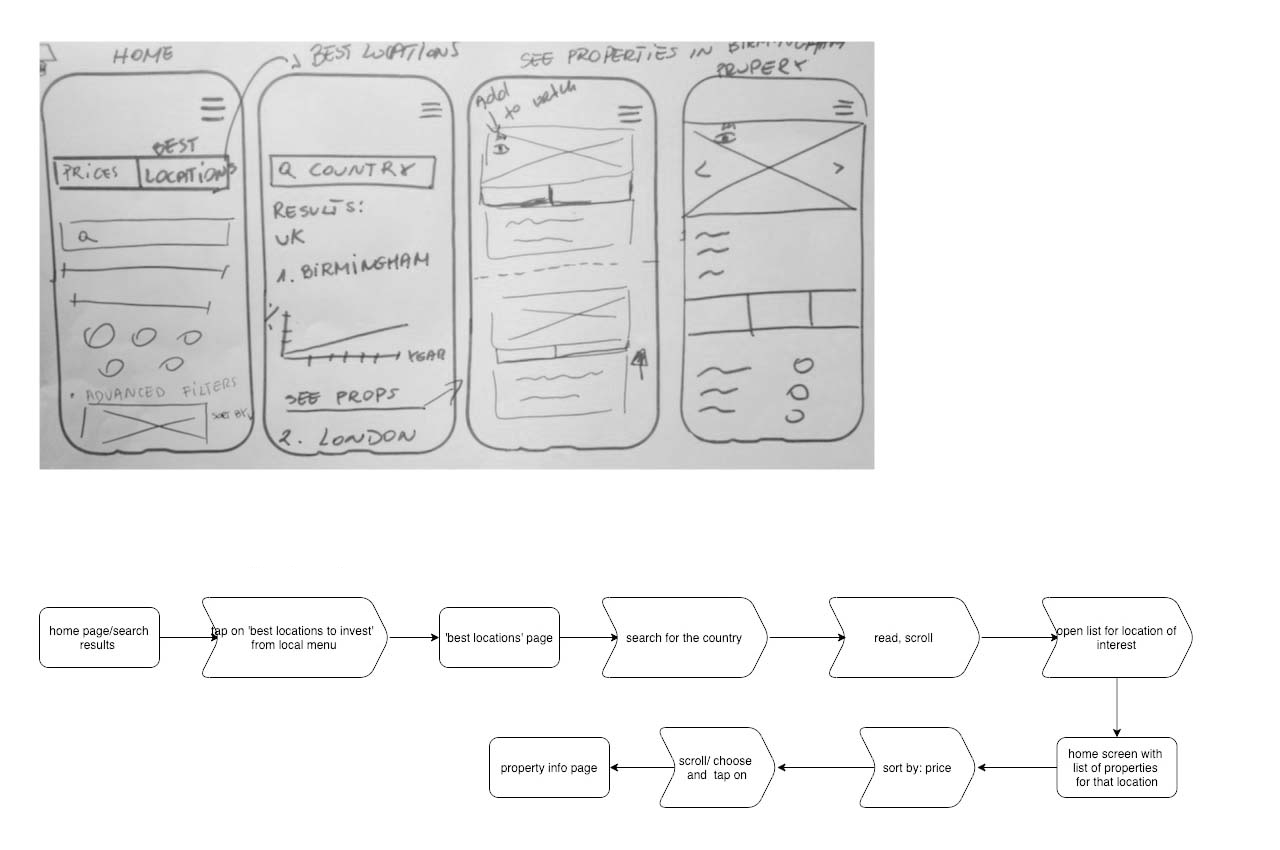 HOME
BEST LOCATIONS
SEE PROPERTIES IN BIRMINGHAM
PROPERY
BEST
PRICES
LOCATIONS
ADVANCED FILTERS
SORT BY
Q COUNTRY
RESULTS:
UK
1. BIRMINGHAM
%
YEAR
SEE PROPS
2. LONDON
Add
to watch
home page/search
results
tap on 'best locations to invest'
from local menu
'best locations' page
search for the country
read, scroll
open list for location of
interest
home screen with
list of properties
for that location
sort by: price
scroll/ choose
and tap on
property info page